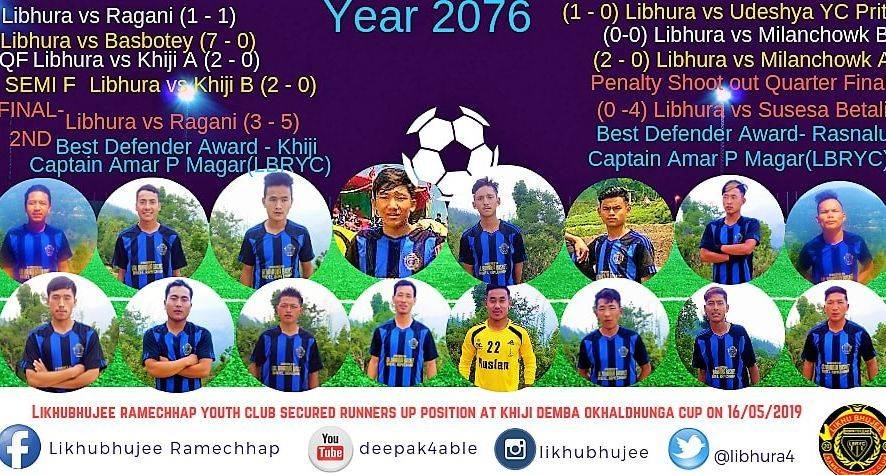 Year 2076
Libhura vs Ragani (1 - 1)
Libhura vs Basbotey (7 - 0)
QF Libhura vs Khiji A (2 - 0)
SEMI F Libhura vs Khiji B (2 - 0)
FINAL-
2ND
Libhura vs Ragani (3 - 5)
Best Defender Award - Khiji
Captain Amar P Magar(LBRYC)
(1 - 0) Libhura vs Udeshya YC Prit
(0-0) Libhura vs Milanchowk B
(2 - 0) Libhura vs Milanchowk A
Penalty Shoot out Quarter Fina
(0 -4) Libhura vs Susesa Betali
Best Defender Award- Rasnalu
Captain Amar P Magar(LBRYC)
22
Ruslan
LIKHUBHUJEE RAMECHHAP YOUTH CLUB SECURED RUNNERS UP POSITION AT KHIJI DEMBA OKHALDHUNGA CUP ON 16/05/2019
Likhubhujee Ramechhap
You
Tube
deepak4able
likhubhujee
@libhura4